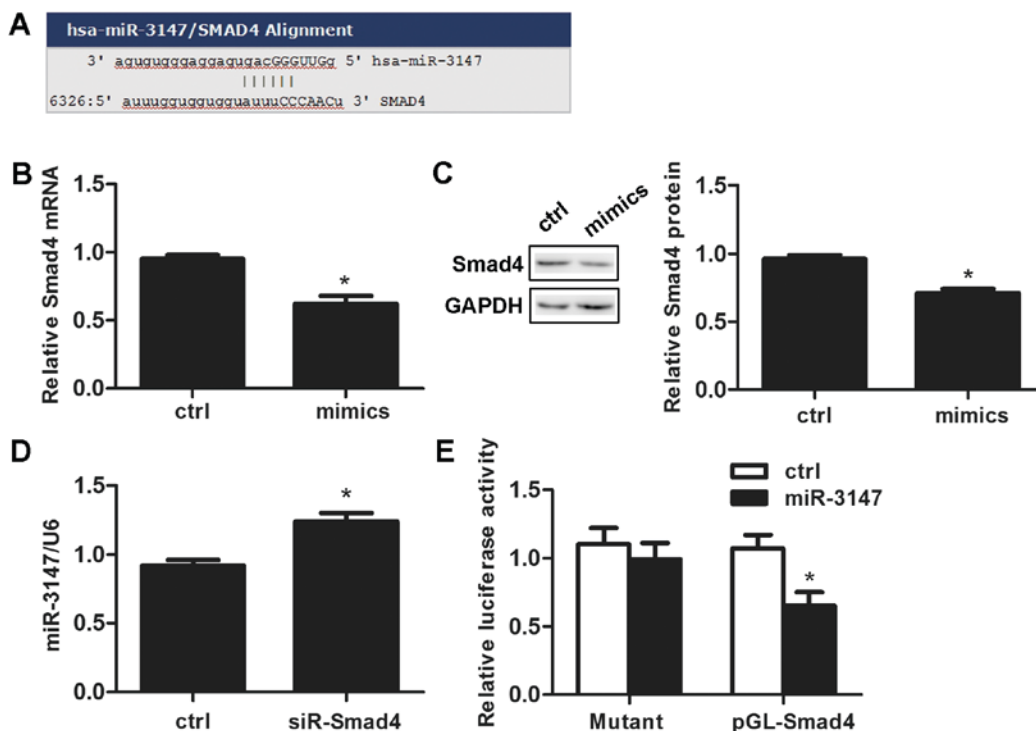 A
hsa-miR-3147/SMAD4 Alignment
3' agugugggaggagugacGGGUUGg 5' hsa-miR-3147
||||||
6326:5' auuugguggugguauuuCCCAACu 3' SMAD4
B
Relative Smad4 mRNA
1.5
1.0
0.5
0.0
*
ctrl
mimics
C
ctrl
mimics
Smad4
GAPDH
Relative Smad4 protein
1.5
1.0
0.5
0.0
*
ctrl
mimics
D
miR-3147/U6
1.5
1.0
0.5
0.0
*
ctrl
siR-Smad4
E
Relative luciferase activity
ctrl
miR-3147
1.5
1.0
0.5
0.0
*
Mutant
pGL-Smad4